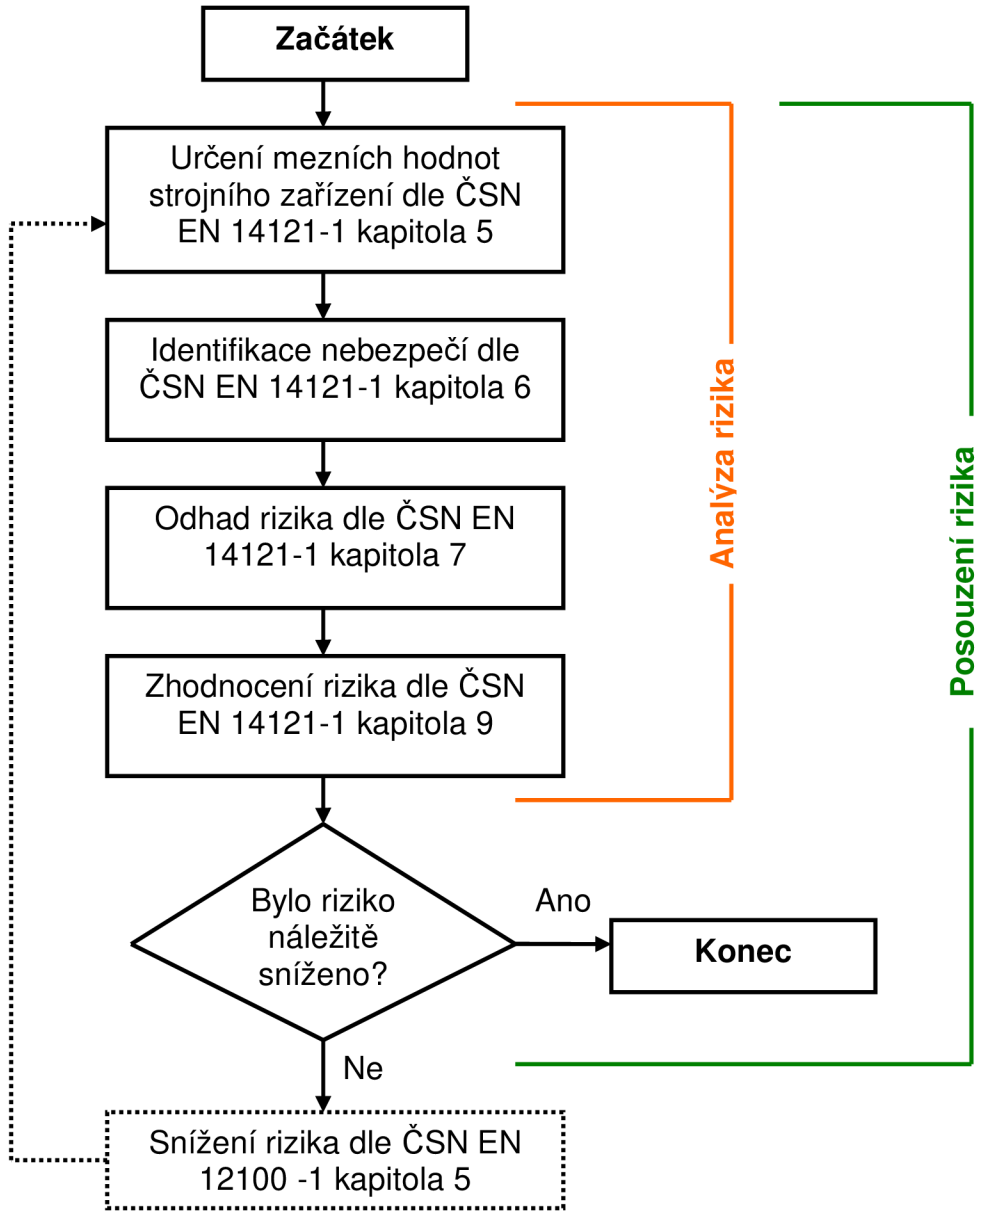 Začátek
Určení mezních hodnot
strojního zařízení dle ČSN
EN 14121-1 kapitola 5
Identifikace nebezpečí dle
ČSN EN 14121-1 kapitola 6
Odhad rizika dle ČSN EN
14121-1 kapitola 7
Zhodnocení rizika dle ČSN
EN 14121-1 kapitola 9
Analýza rizika
Posouzení rizika
Bylo riziko
náležitě
sníženo?
Ano
Konec
Ne
Snížení rizika dle ČSN EN
12100 -1 kapitola 5